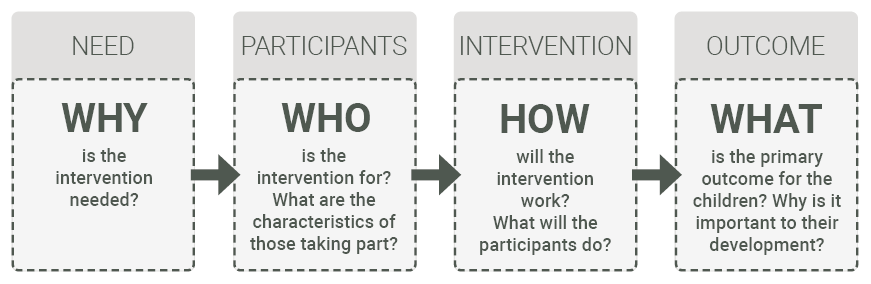 NEED
WHY
is the
intervention
needed?
PARTICIPANTS
WHO
is the
intervention for?
What are the
characteristics of
those taking part?
INTERVENTION
HOW
will the
intervention
work?
What will the
participants do?
OUTCOME
WHAT
is the primary
outcome for the
children? Why is it
important to their
development?